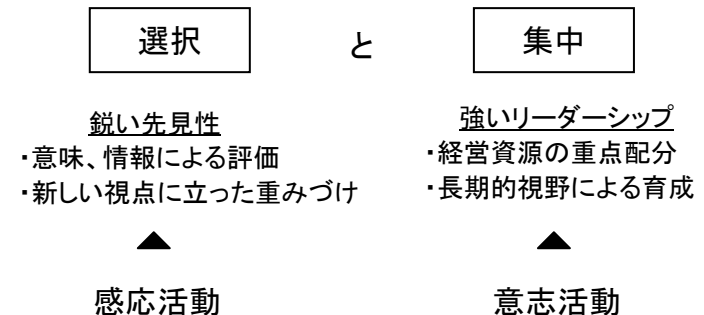 選択 と 集中
鋭い先見性
・意味、情報による評価
・新しい視点に立った重みづけ
強いリーダーシップ
・経営資源の重点配分
・長期的視野による育成
感応活動
意志活動